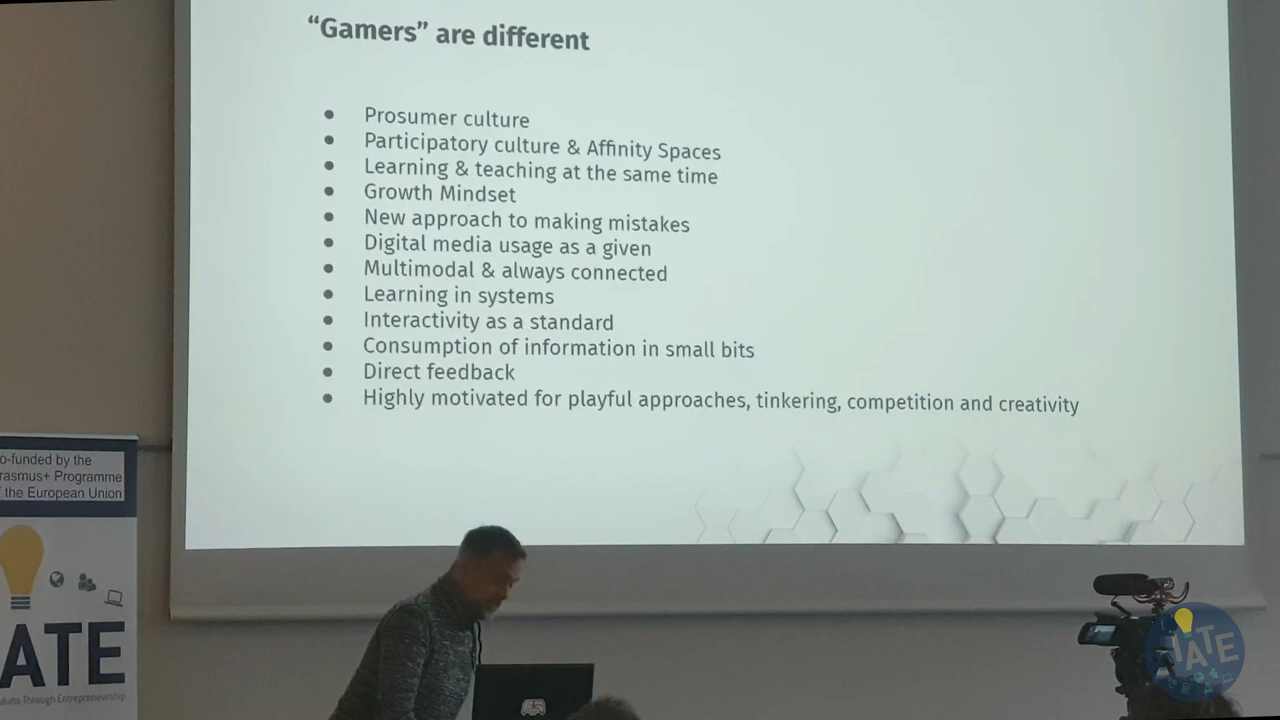 “Gamers” are different
● Prosumer culture
● Participatory culture & Affinity Spaces
● Learning & teaching at the same time
● Growth Mindset
● New approach to making mistakes
● Digital media usage as a given
● Multimodal & always connected
● Learning in systems
● Interactivity as a standard
● Consumption of information in small bits
● Direct feedback
● Highly motivated for playful approaches, tinkering, competition and creativity
o-funded by the
rasmus+ Programme
f the European Union
ATE
dults Through Entrepreneurship
IATE